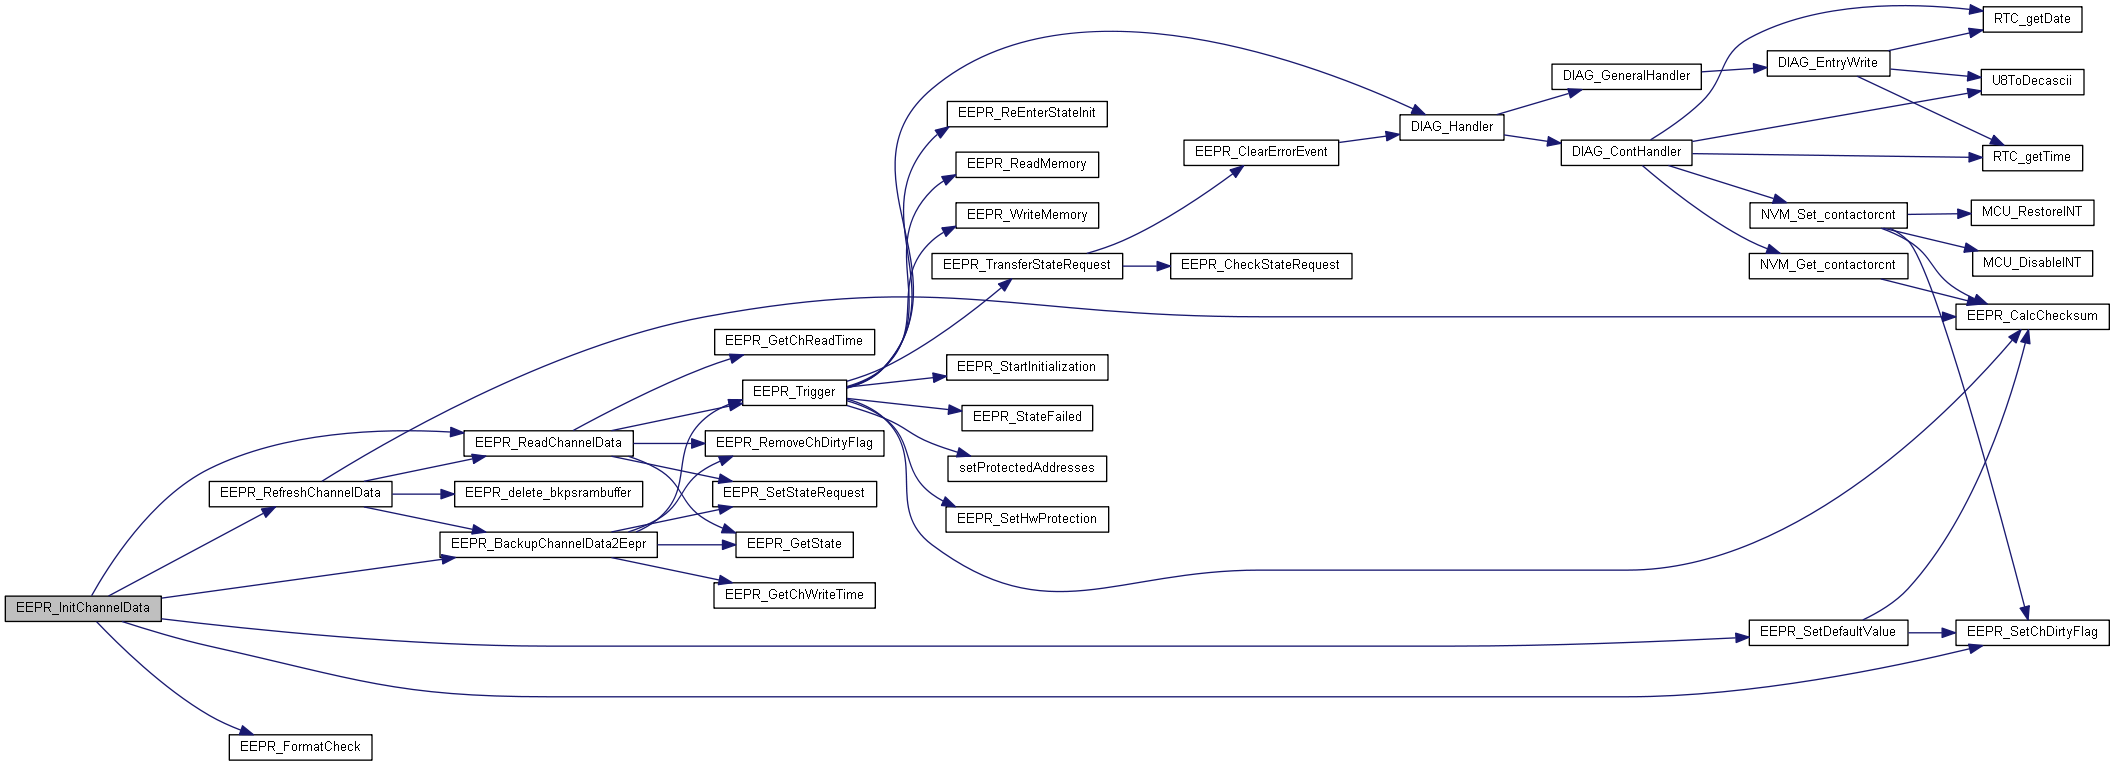 RTC_getDate
DIAG_EntryWrite
DIAG_GeneralHandler
U8ToDecascii
EEPR_ReEnterStateInit
DIAG_Handler
EEPR_ClearErrorEvent
DIAG_ContHandler
RTC_getTime
EEPR_ReadMemory
EEPR_WriteMemory
NVM_Set_contactorcnt
MCU_RestoreINT
EEPR_TransferStateRequest
EEPR_CheckStateRequest
NVM_Get_contactorcnt
MCU_DisableINT
EEPR_CalcChecksum
EEPR_GetChReadTime
EEPR_StartInitialization
EEPR_Trigger
EEPR_StateFailed
EEPR_ReadChannelData
EEPR_RemoveChDirtyFlag
setProtectedAddresses
EEPR_RefreshChannelData
EEPR_delete_bkpsrambuffer
EEPR_SetStateRequest
EEPR_SetHwProtection
EEPR_BackupChannelData2Eepr
EEPR_GetState
EEPR_GetChWriteTime
EEPR_InitChannelData
EEPR_SetDefaultValue
EEPR_SetChDirtyFlag
EEPR_FormatCheck